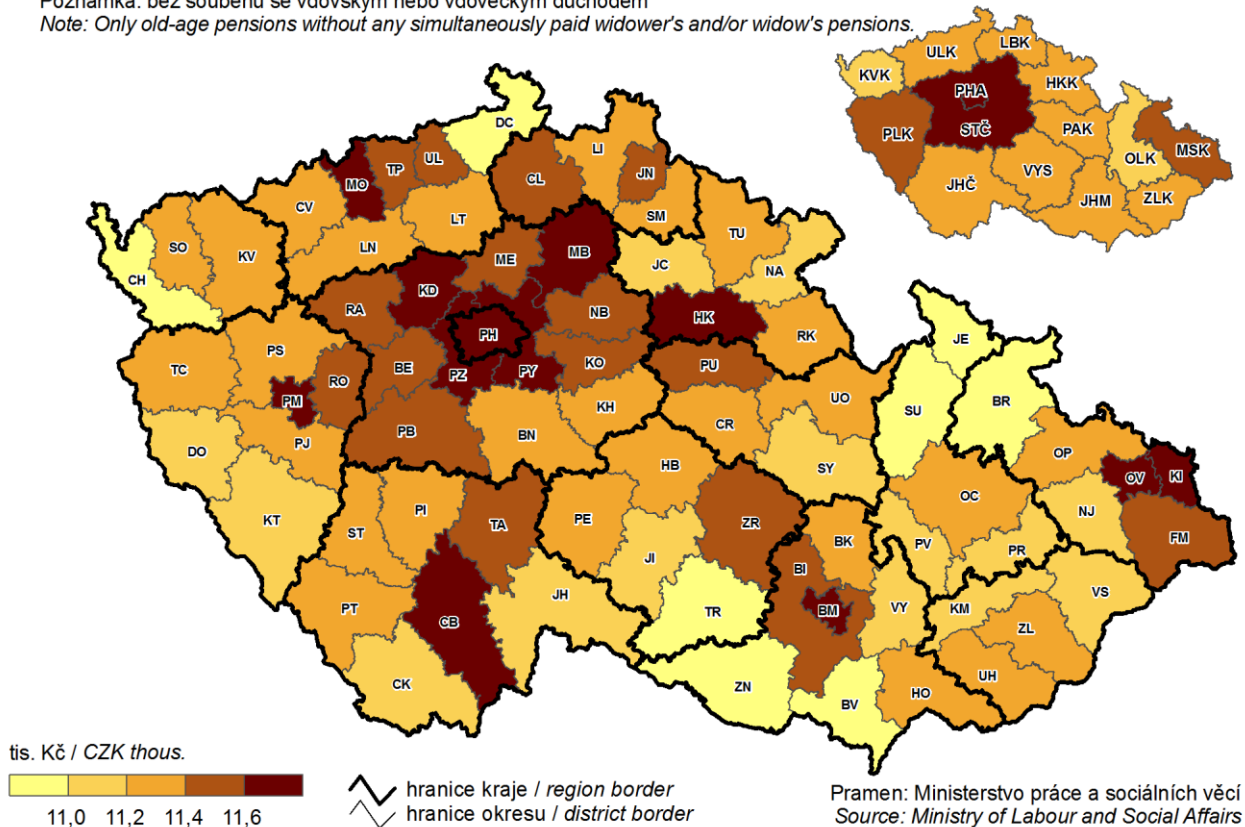 Poznámka: bez souběhu se vdovským nebo vdoveckým důchodem
Note: Only old-age pensions without any simultaneously paid widower's and/or widow's pensions.
ULK
LBK
KVK
HKK
PHA
STČ
PLK
PAK
MSK
OLK
VYS
JHČ
JHM
ZLK
DC
LI
UL
TP
MO
CL
JN
CV
LT
SM
SO
KV
LN
TU
CH
ME
MB
JC
NA
KD
RA
NB
HK
PH
RK
JE
PS
TC
BE
KO
PU
PZ
PY
RO
PM
UO
BR
SU
KH
PB
BN
CR
PJ
DO
SY
OP
HB
OV
KI
OC
NJ
KT
PI
TA
PE
ZR
FM
ST
BK
PV
PR
JI
BI
VS
JH
PT
TR
BM
VY
KM
CB
ZL
UH
CK
ZN
BV
HO
tis. Kč / CZK thous.
11,0 11,2 11,4 11,6
hranice kraje / region border
hranice okresu / district border
Pramen: Ministerstvo práce a sociálních věcí
Source: Ministry of Labour and Social Affairs